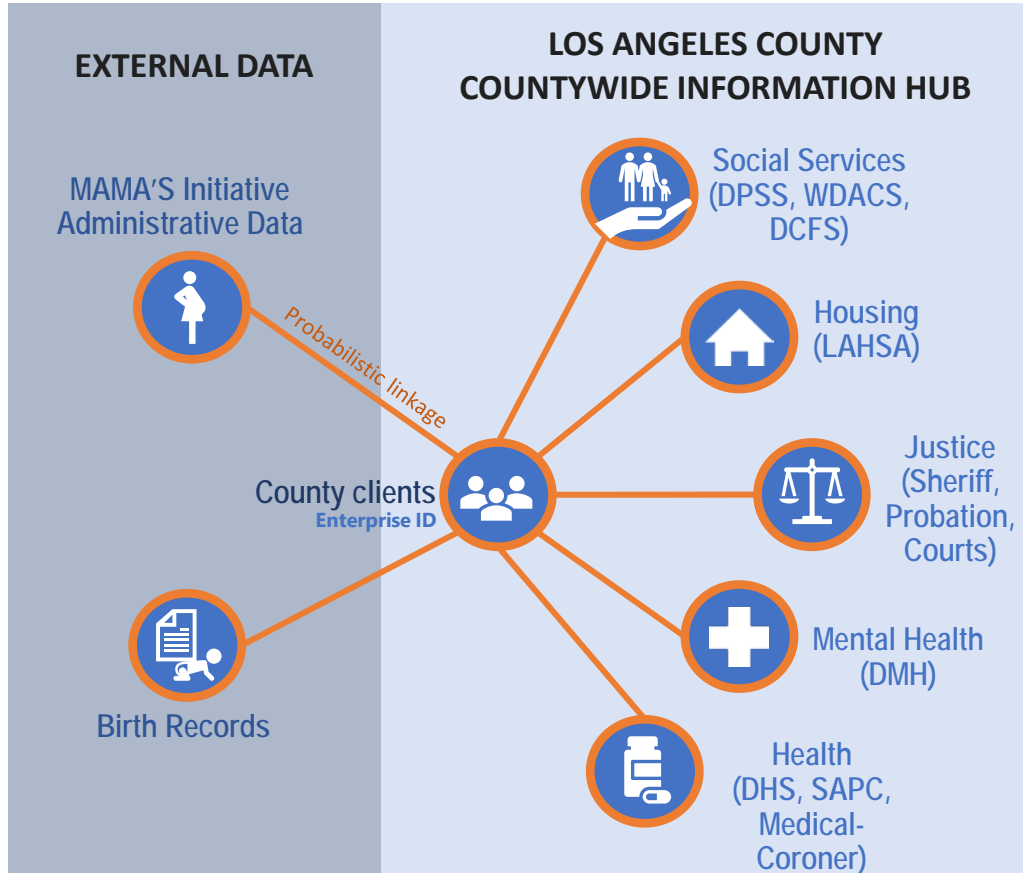 EXTERNAL DATA
LOS ANGELES COUNTY
COUNTYWIDE INFORMATION HUB
MAMA'S Initiative
Administrative Data
Probabilistic linkage
County clients
Enterprise ID
Birth Records
Social Services
(DPSS, WDACS,
DCFS)
Housing
(LAHSA)
Justice
(Sheriff,
Probation,
Courts)
Mental Health
(DMH)
Health
(DHS, SAPC,
Medical-
Coroner)